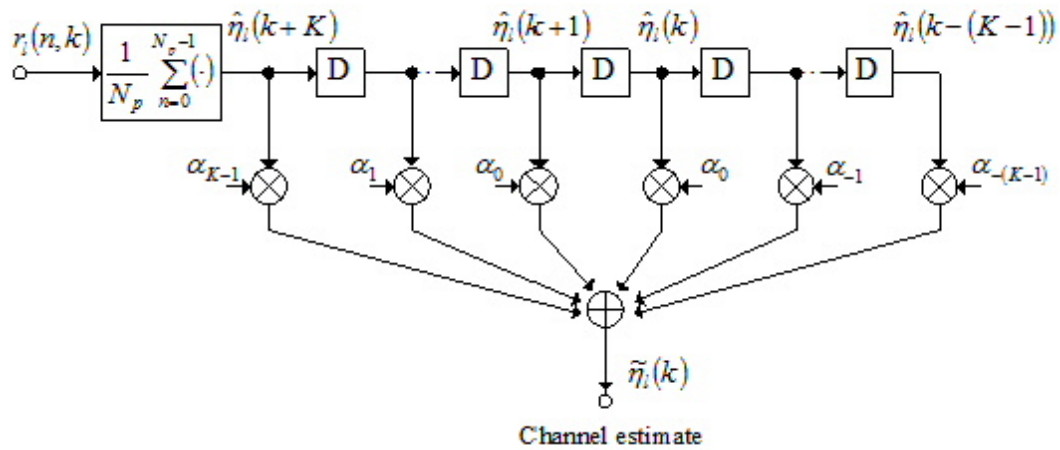 r_l(n,k) η̂_l(k+K) η̂_l(k+1) η̂_l(k) η̂_l(k-(K-1))
1/N_p ∑_{n=0}^{N_p-1}(·) D D D D D
α_{K-1} α_1 α_0 α_0 α_{-1} α_{-(K-1)}
η̃_l(k)
Channel estimate